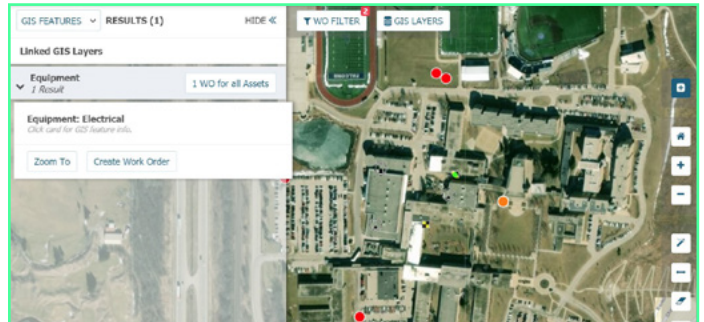 GIS FEATURES RESULTS (1) HIDE «
Linked GIS Layers
Equipment
1 Result
1 WO for all Assets
Equipment: Electrical
Click card for GIS feature info.
Zoom To Create Work Order
WO FILTER 2 GIS LAYERS